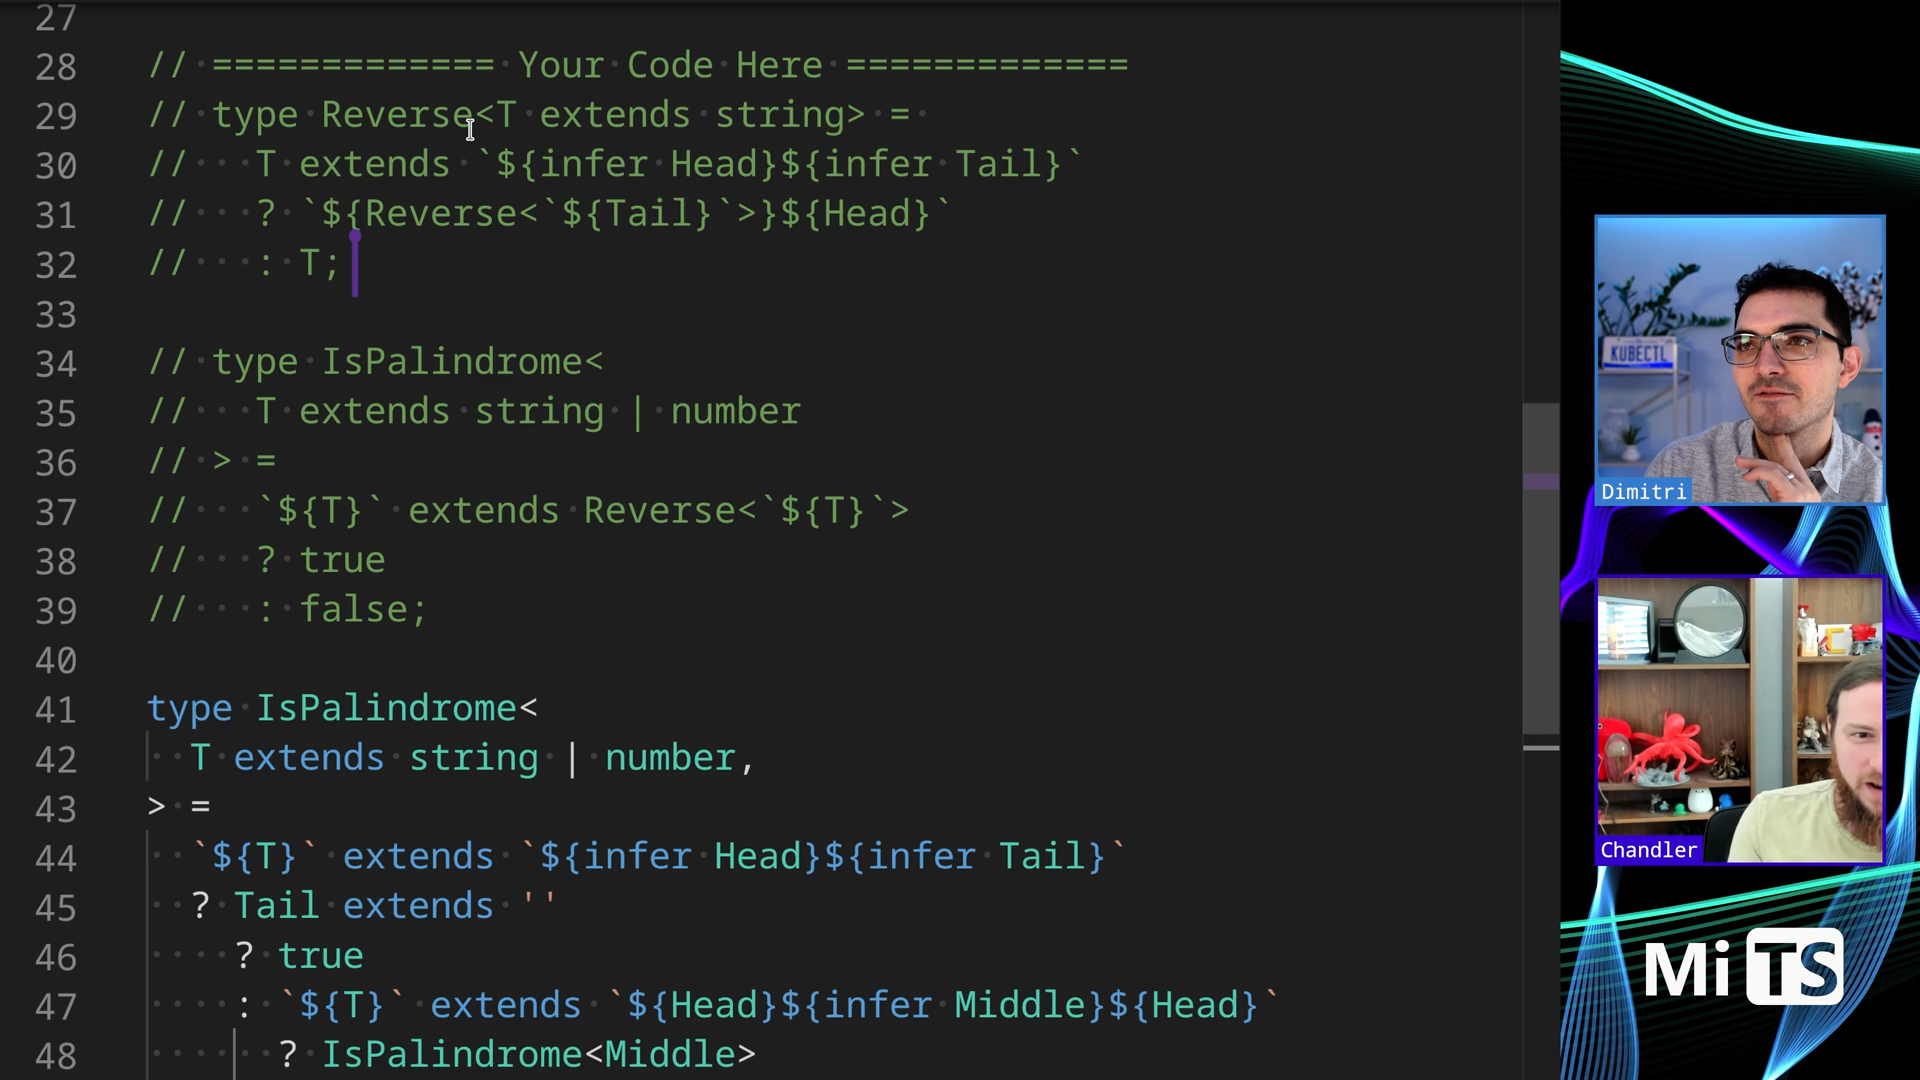 27
28 // ============= Your Code Here =============
29 // type Reverse<T extends string> =
30 //   T extends `${infer Head}${infer Tail}`
31 //   ? `${Reverse<`${Tail}`>}${Head}`
32 //   : T;
33
34 // type IsPalindrome<
35 //   T extends string | number
36 // > =
37 //   `${T}` extends Reverse<`${T}`>
38 //   ? true
39 //   : false;
40
41 type IsPalindrome<
42   T extends string | number,
43 > =
44   `${T}` extends `${infer Head}${infer Tail}`
45   ? Tail extends ''
46     ? true
47     : `${T}` extends `${Head}${infer Middle}${Head}`
48       ? IsPalindrome<Middle>
KUBECTL
Dimitri
Chandler
Mi TS